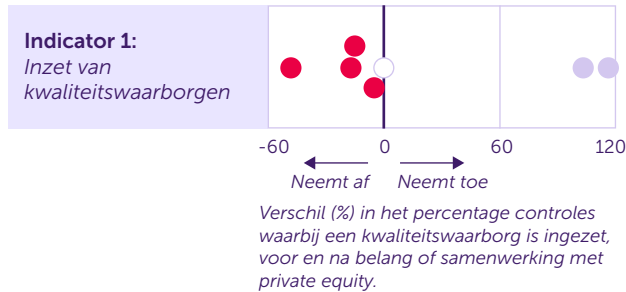 Indicator 1:
Inzet van
kwaliteitswaarborgen
-60 0 60 120
Neemt af Neemt toe
Verschil (%) in het percentage controles
waarbij een kwaliteitswaarborg is ingezet,
voor en na belang of samenwerking met
private equity.